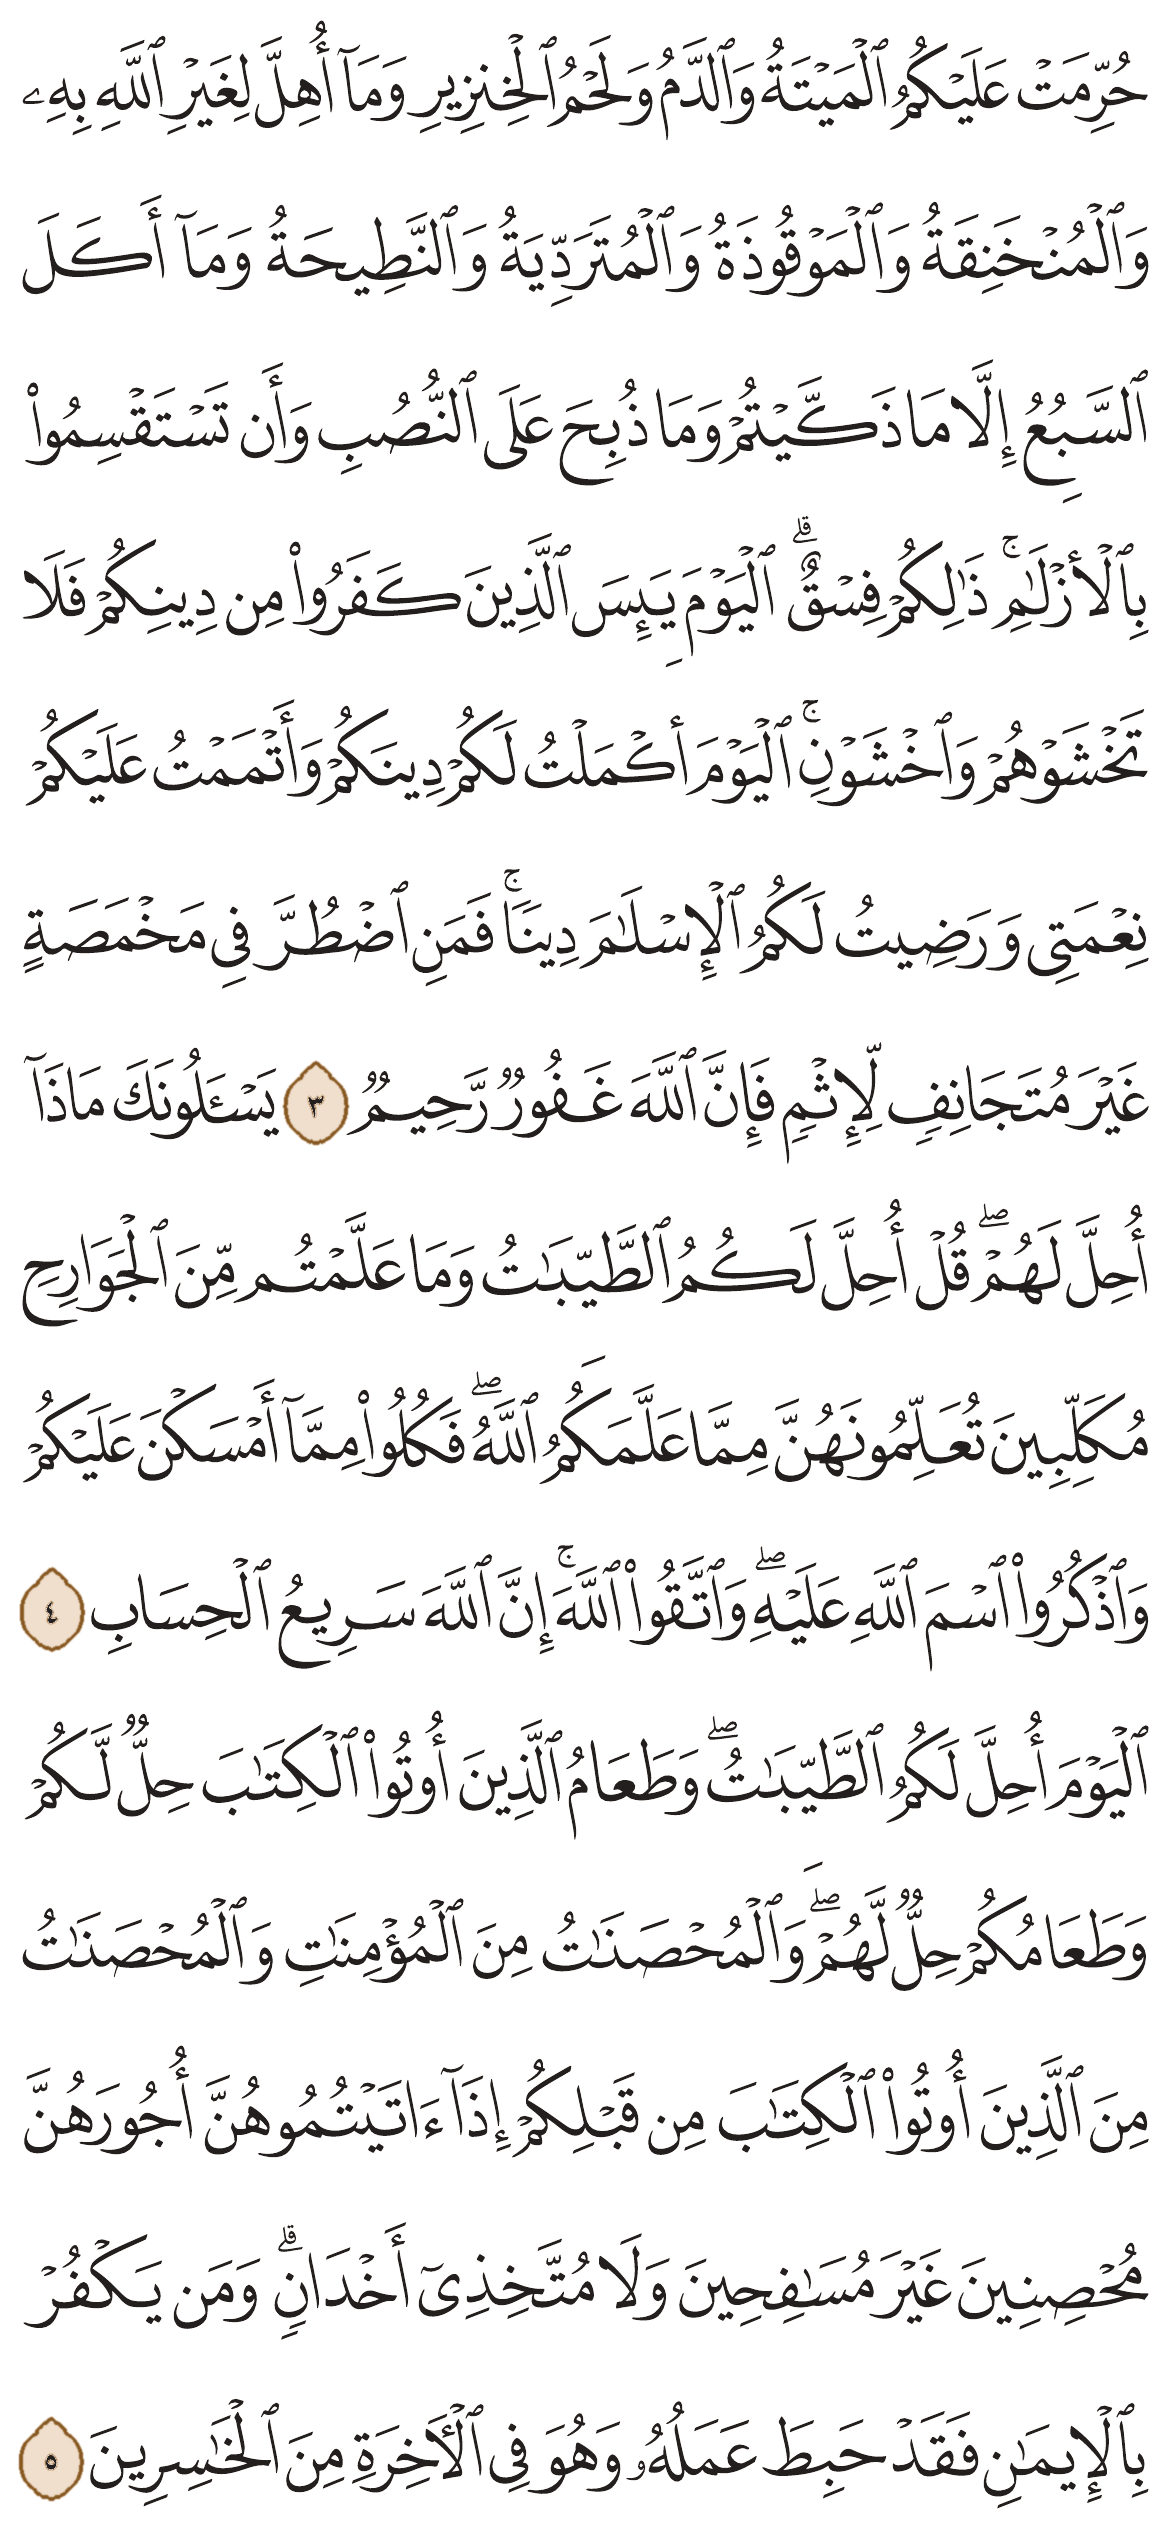 حُرِّمَتْ عَلَيْكُمُ ٱلْمَيْتَةُ وَٱلدَّمُ وَلَحْمُ ٱلْخِنزِيرِ وَمَآ أُهِلَّ لِغَيْرِ ٱللَّهِ بِهِۦ
وَٱلْمُنْخَنِقَةُ وَٱلْمَوْقُوذَةُ وَٱلْمُتَرَدِّيَةُ وَٱلنَّطِيحَةُ وَمَآ أَكَلَ
ٱلسَّبُعُ إِلَّا مَا ذَكَّيْتُمْ وَمَا ذُبِحَ عَلَى ٱلنُّصُبِ وَأَن تَسْتَقْسِمُوا۟
بِٱلْأَزْلَٰمِ ۚ ذَٰلِكُمْ فِسْقٌ ۗ ٱلْيَوْمَ يَئِسَ ٱلَّذِينَ كَفَرُوا۟ مِن دِينِكُمْ فَلَا
تَخْشَوْهُمْ وَٱخْشَوْنِ ۚ ٱلْيَوْمَ أَكْمَلْتُ لَكُمْ دِينَكُمْ وَأَتْمَمْتُ عَلَيْكُمْ
نِعْمَتِى وَرَضِيتُ لَكُمُ ٱلْإِسْلَٰمَ دِينًا ۚ فَمَنِ ٱضْطُرَّ فِى مَخْمَصَةٍ
غَيْرَ مُتَجَانِفٍ لِّإِثْمٍ فَإِنَّ ٱللَّهَ غَفُورٌ رَّحِيمٌ ٣ يَسْـَٔلُونَكَ مَاذَآ
أُحِلَّ لَهُمْ ۖ قُلْ أُحِلَّ لَكُمُ ٱلطَّيِّبَٰتُ وَمَا عَلَّمْتُم مِّنَ ٱلْجَوَارِحِ
مُكَلِّبِينَ تُعَلِّمُونَهُنَّ مِمَّا عَلَّمَكُمُ ٱللَّهُ ۖ فَكُلُوا۟ مِمَّآ أَمْسَكْنَ عَلَيْكُمْ
وَٱذْكُرُوا۟ ٱسْمَ ٱللَّهِ عَلَيْهِ ۖ وَٱتَّقُوا۟ ٱللَّهَ ۚ إِنَّ ٱللَّهَ سَرِيعُ ٱلْحِسَابِ ٤
ٱلْيَوْمَ أُحِلَّ لَكُمُ ٱلطَّيِّبَٰتُ ۖ وَطَعَامُ ٱلَّذِينَ أُوتُوا۟ ٱلْكِتَٰبَ حِلٌّ لَّكُمْ
وَطَعَامُكُمْ حِلٌّ لَّهُمْ ۖ وَٱلْمُحْصَنَٰتُ مِنَ ٱلْمُؤْمِنَٰتِ وَٱلْمُحْصَنَٰتُ
مِنَ ٱلَّذِينَ أُوتُوا۟ ٱلْكِتَٰبَ مِن قَبْلِكُمْ إِذَآ ءَاتَيْتُمُوهُنَّ أُجُورَهُنَّ
مُحْصِنِينَ غَيْرَ مُسَٰفِحِينَ وَلَا مُتَّخِذِىٓ أَخْدَانٍ ۗ وَمَن يَكْفُرْ
بِٱلْإِيمَٰنِ فَقَدْ حَبِطَ عَمَلُهُۥ وَهُوَ فِى ٱلْـَٔاخِرَةِ مِنَ ٱلْخَٰسِرِينَ ٥